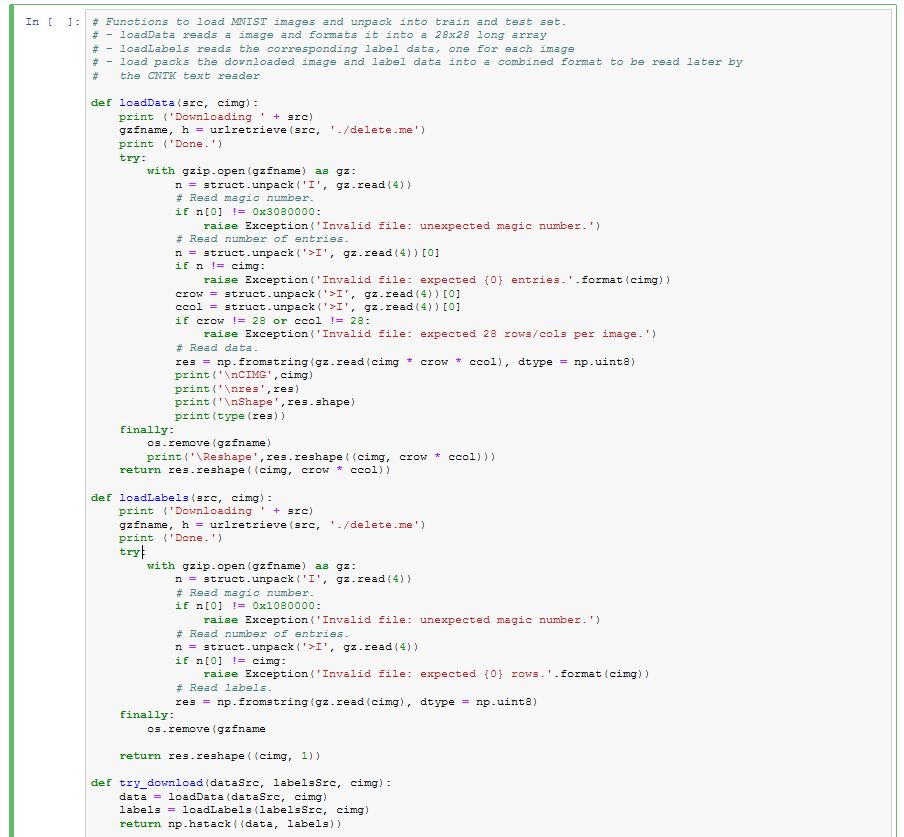 In [  ]: # Functions to load MNIST images and unpack into train and test set.
# - loadData reads a image and formats it into a 28x28 long array
# - loadLabels reads the corresponding label data, one for each image
# - load packs the downloaded image and label data into a combined format to be read later by
#   the CNTK text reader

def loadData(src, cimg):
    print ('Downloading ' + src)
    gzfname, h = urlretrieve(src, './delete.me')
    print ('Done.')
    try:
        with gzip.open(gzfname) as gz:
            n = struct.unpack('I', gz.read(4))
            # Read magic number.
            if n[0] != 0x3080000:
                raise Exception('Invalid file: unexpected magic number.')
            # Read number of entries.
            n = struct.unpack('>I', gz.read(4))[0]
            if n != cimg:
                raise Exception('Invalid file: expected {0} entries.'.format(cimg))
            crow = struct.unpack('>I', gz.read(4))[0]
            ccol = struct.unpack('>I', gz.read(4))[0]
            if crow != 28 or ccol != 28:
                raise Exception('Invalid file: expected 28 rows/cols per image.')
            # Read data.
            res = np.fromstring(gz.read(cimg * crow * ccol), dtype = np.uint8)
            print('\nCIMG',cimg)
            print('\nres',res)
            print('\nShape',res.shape)
            print(type(res))
    finally:
        os.remove(gzfname)
        print('\Reshape',res.reshape((cimg, crow * ccol)))
    return res.reshape((cimg, crow * ccol))

def loadLabels(src, cimg):
    print ('Downloading ' + src)
    gzfname, h = urlretrieve(src, './delete.me')
    print ('Done.')
    try:
        with gzip.open(gzfname) as gz:
            n = struct.unpack('I', gz.read(4))
            # Read magic number.
            if n[0] != 0x1080000:
                raise Exception('Invalid file: unexpected magic number.')
            # Read number of entries.
            n = struct.unpack('>I', gz.read(4))
            if n[0] != cimg:
                raise Exception('Invalid file: expected {0} rows.'.format(cimg))
            # Read labels.
            res = np.fromstring(gz.read(cimg), dtype = np.uint8)
    finally:
        os.remove(gzfname

    return res.reshape((cimg, 1))

def try_download(dataSrc, labelsSrc, cimg):
    data = loadData(dataSrc, cimg)
    labels = loadLabels(labelsSrc, cimg)
    return np.hstack((data, labels))